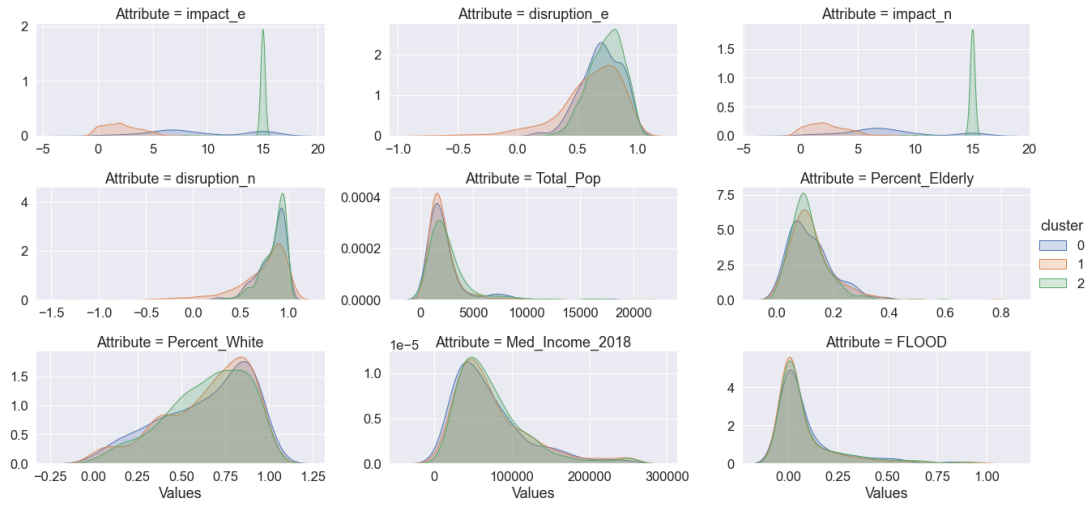 Attribute = impact_e
Attribute = disruption_e
Attribute = impact_n
2
1
0
−5 0 5 10 15 20
2
1
0
−1.0 −0.5 0.0 0.5 1.0
1.5
1.0
0.5
0.0
−5 0 5 10 15 20
Attribute = disruption_n
Attribute = Total_Pop
Attribute = Percent_Elderly
4
2
0
−1.5 −1.0 −0.5 0.0 0.5 1.0
0.0004
0.0002
0.0000
0 5000 10000 15000 20000
7.5
5.0
2.5
0.0
0.0 0.2 0.4 0.6 0.8
cluster
0
1
2
Attribute = Percent_White
Attribute = Med_Income_2018
Attribute = FLOOD
1.5
1.0
0.5
0.0
−0.25 0.00 0.25 0.50 0.75 1.00 1.25
Values
1e−5
1.0
0.5
0.0
0 100000 200000 300000
Values
4
2
0
0.00 0.25 0.50 0.75 1.00
Values